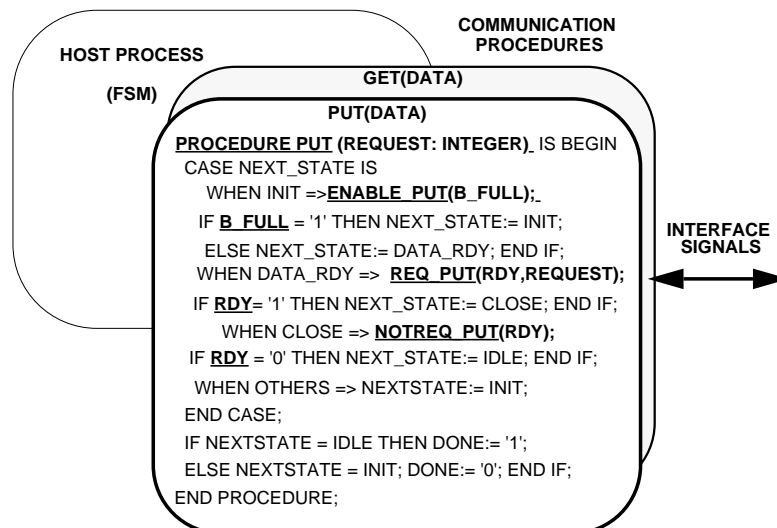 COMMUNICATION
PROCEDURES
HOST PROCESS
(FSM)
GET(DATA)
PUT(DATA)
PROCEDURE PUT (REQUEST: INTEGER) IS BEGIN
CASE NEXT_STATE IS
WHEN INIT =>ENABLE_PUT(B_FULL);
IF B_FULL = '1' THEN NEXT_STATE:= INIT;
ELSE NEXT_STATE:= DATA_RDY; END IF;
WHEN DATA_RDY => REQ_PUT(RDY,REQUEST);
IF RDY= '1' THEN NEXT_STATE:= CLOSE; END IF;
WHEN CLOSE => NOTREQ_PUT(RDY);
IF RDY = '0' THEN NEXT_STATE:= IDLE; END IF;
WHEN OTHERS => NEXTSTATE:= INIT;
END CASE;
IF NEXTSTATE = IDLE THEN DONE:= '1';
ELSE NEXTSTATE = INIT; DONE:= '0'; END IF;
END PROCEDURE;
INTERFACE
SIGNALS